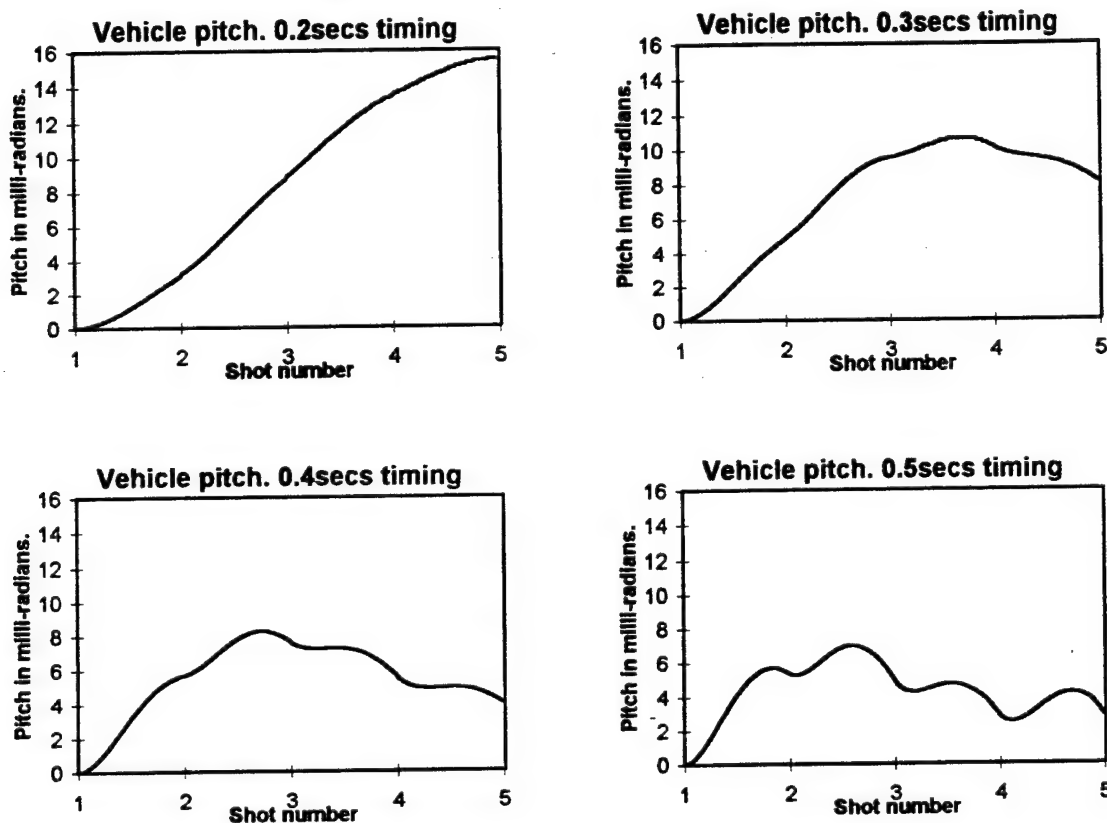 Vehicle pitch. 0.2secs timing
Pitch in milli-radians.
16
14
12
10
8
6
4
2
0
1 2 3 4 5
Shot number
Vehicle pitch. 0.3secs timing
Pitch in milli-radians.
16
14
12
10
8
6
4
2
0
1 2 3 4 5
Shot number
Vehicle pitch. 0.4secs timing
Pitch in milli-radians.
16
14
12
10
8
6
4
2
0
1 2 3 4 5
Shot number
Vehicle pitch. 0.5secs timing
Pitch in milli-radians.
16
14
12
10
8
6
4
2
0
1 2 3 4 5
Shot number